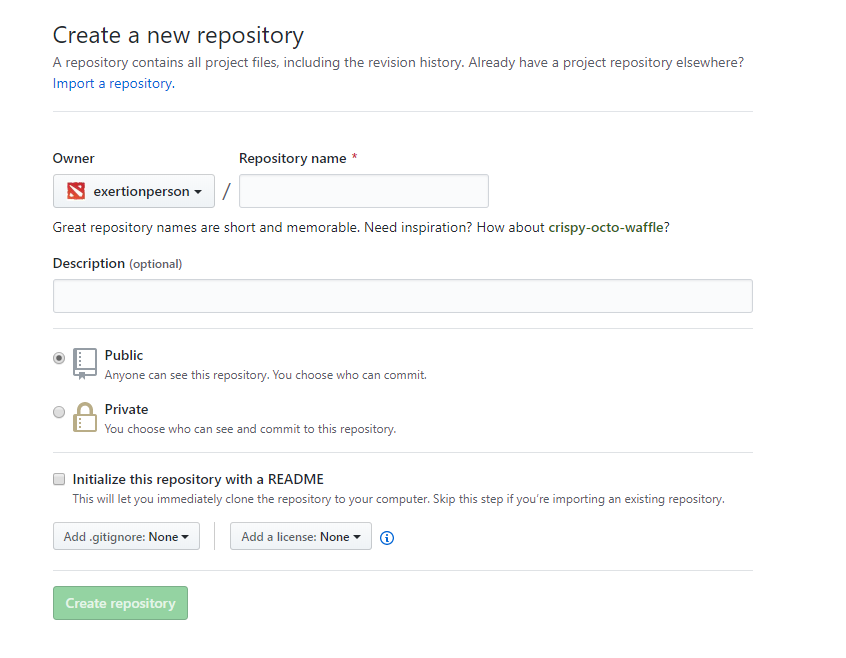 Create a new repository
A repository contains all project files, including the revision history. Already have a project repository elsewhere?
Import a repository.
Owner
Repository name *
exertionperson /
Great repository names are short and memorable. Need inspiration? How about crispy-octo-waffle?
Description (optional)
Public
Anyone can see this repository. You choose who can commit.
Private
You choose who can see and commit to this repository.
Initialize this repository with a README
This will let you immediately clone the repository to your computer. Skip this step if you're importing an existing repository.
Add .gitignore: None
Add a license: None
Create repository